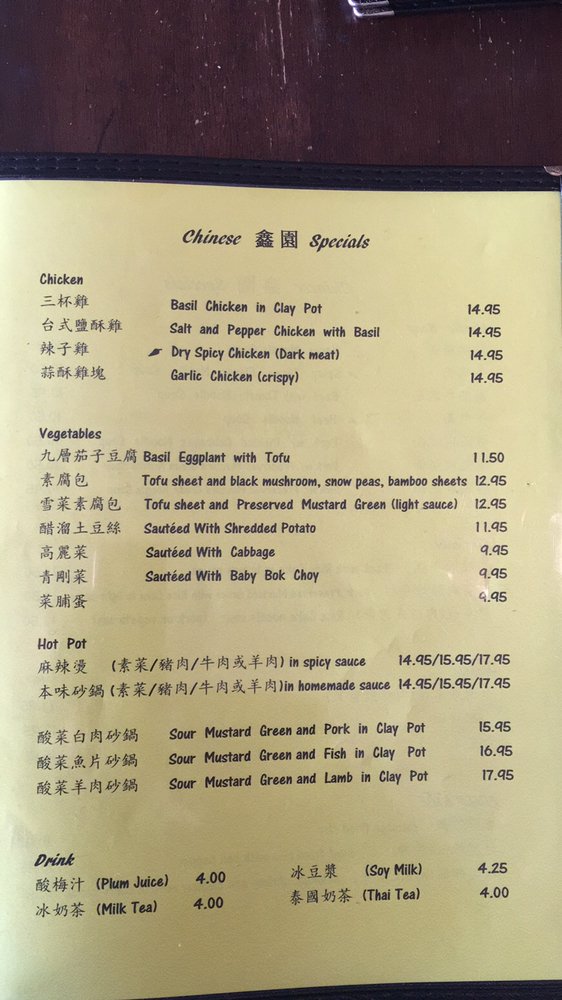 Chinese 鑫園 Specials
Chicken
三杯雞 Basil Chicken in Clay Pot 14.95
台式鹽酥雞 Salt and Pepper Chicken with Basil 14.95
辣子雞 Dry Spicy Chicken (Dark meat) 14.95
蒜酥雞塊 Garlic Chicken (crispy) 14.95
Vegetables
九層茄子豆腐 Basil Eggplant with Tofu 11.50
素腐包 Tofu sheet and black mushroom, snow peas, bamboo sheets 12.95
雪菜素腐包 Tofu sheet and Preserved Mustard Green (light sauce) 12.95
醋溜土豆絲 Sautéed With Shredded Potato 11.95
高麗菜 Sautéed With Cabbage 9.95
青剛菜 Sautéed With Baby Bok Choy 9.95
菜脯蛋 9.95
Hot Pot
麻辣燙 (素菜/豬肉/牛肉或羊肉) in spicy sauce 14.95/15.95/17.95
本味砂鍋 (素菜/豬肉/牛肉或羊肉)in homemade sauce 14.95/15.95/17.95
酸菜白肉砂鍋 Sour Mustard Green and Pork in Clay Pot 15.95
酸菜魚片砂鍋 Sour Mustard Green and Fish in Clay Pot 16.95
酸菜羊肉砂鍋 Sour Mustard Green and Lamb in Clay Pot 17.95
Drink
酸梅汁 (Plum Juice) 4.00 冰豆漿 (Soy Milk) 4.25
冰奶茶 (Milk Tea) 4.00 泰國奶茶 (Thai Tea) 4.00